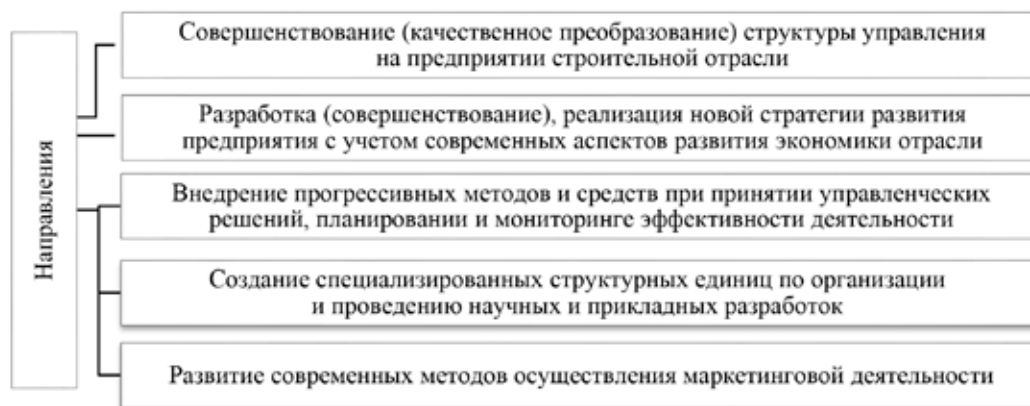 Направления
Совершенствование (качественное преобразование) структуры управления
на предприятии строительной отрасли
Разработка (совершенствование), реализация новой стратегии развития
предприятия с учетом современных аспектов развития экономики отрасли
Внедрение прогрессивных методов и средств при принятии управленческих
решений, планировании и мониторинге эффективности деятельности
Создание специализированных структурных единиц по организации
и проведению научных и прикладных разработок
Развитие современных методов осуществления маркетинговой деятельности